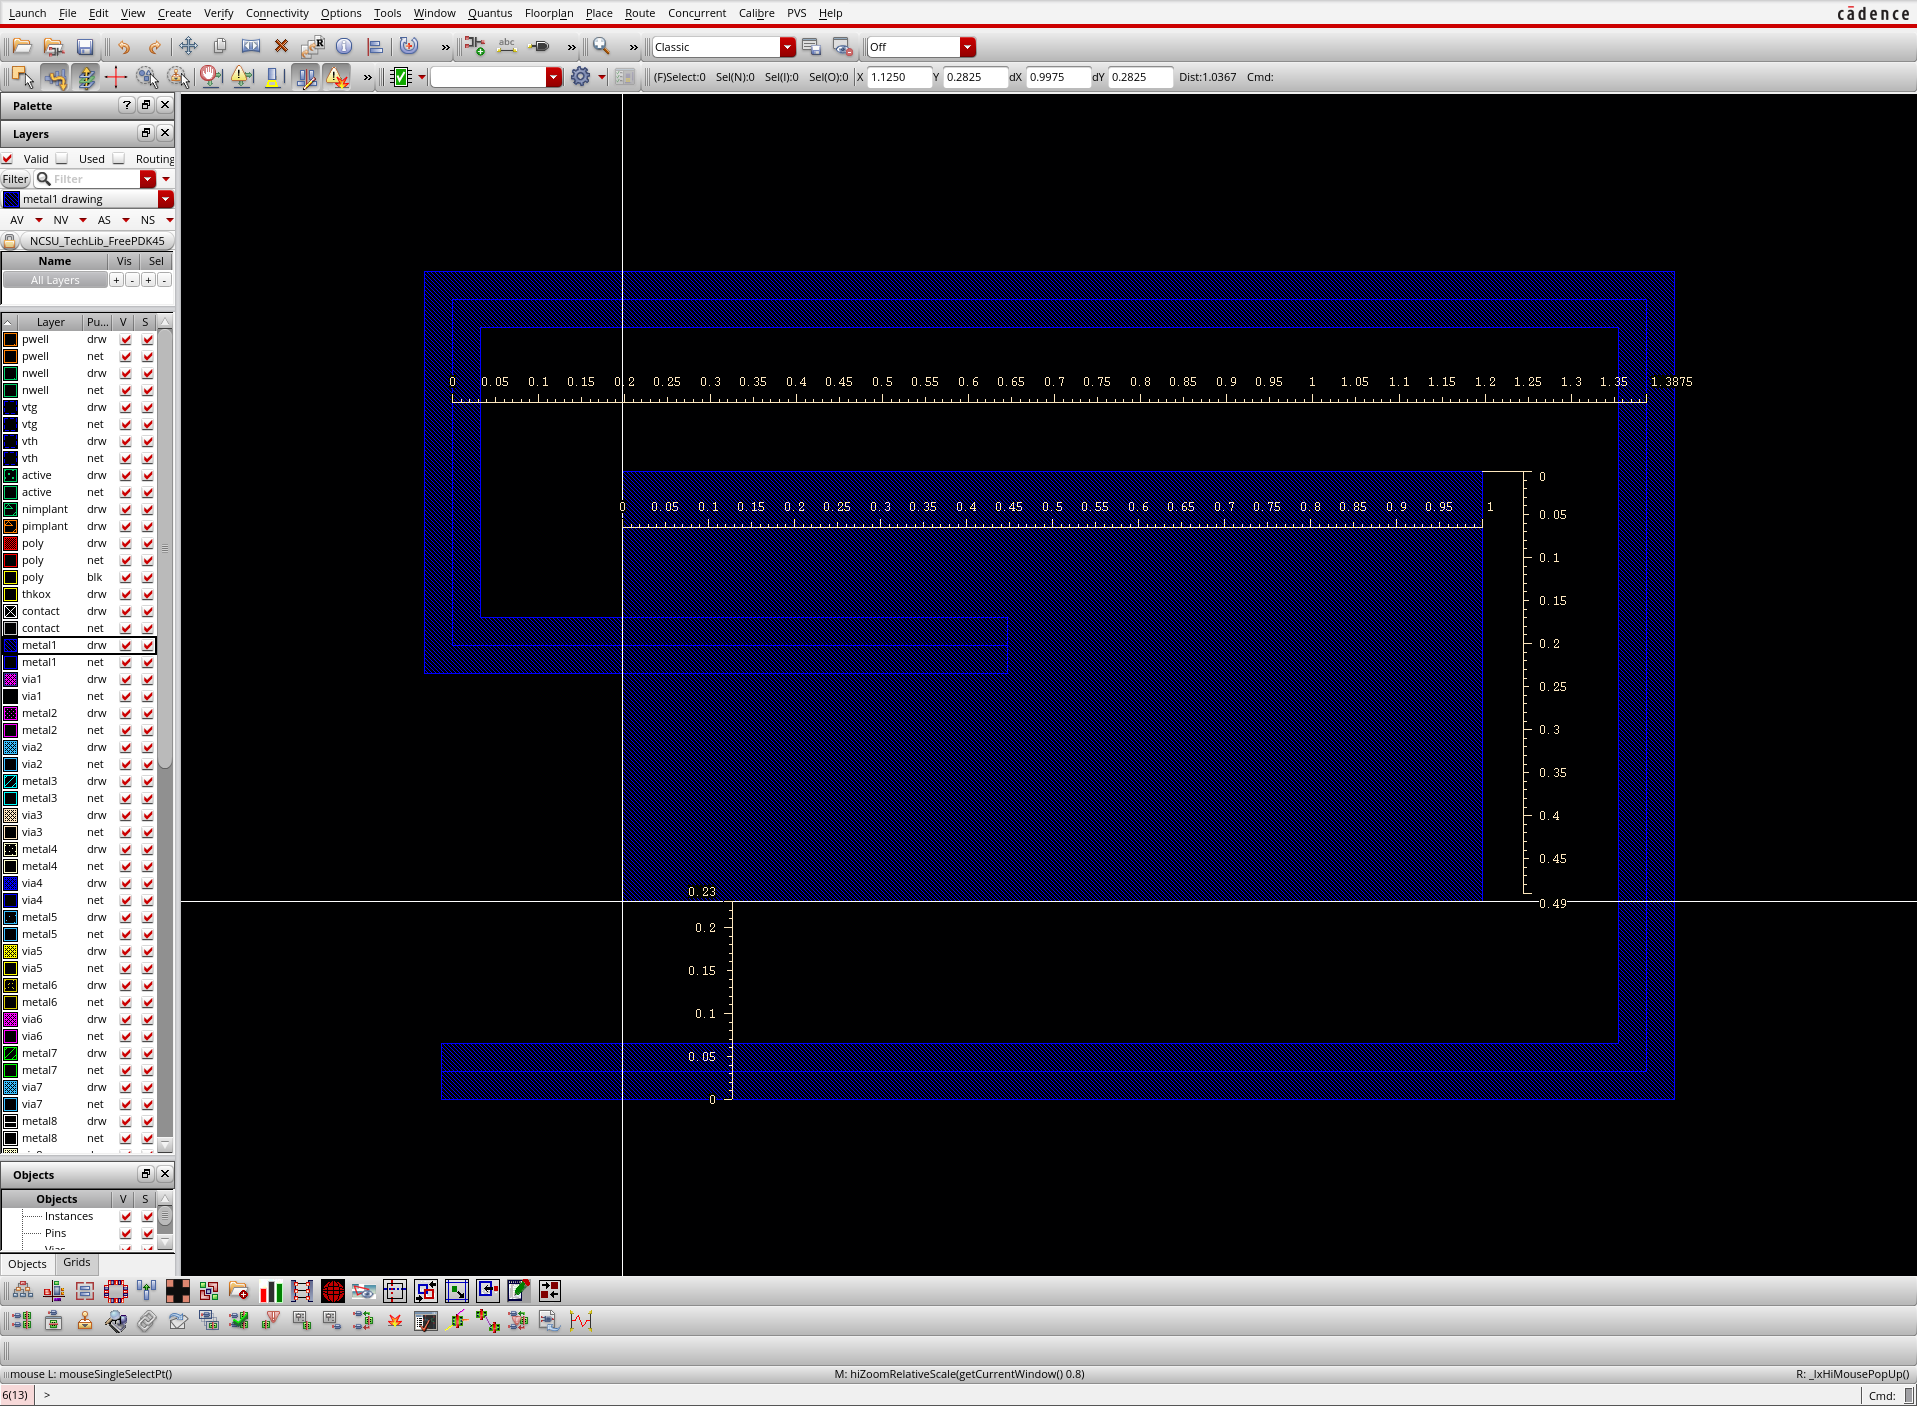 Launch File Edit View Create Verify Connectivity Options Tools Window Quantus Floorplan Place Route Concurrent Calibre PVS Help cādence
Classic Off
(F)Select:0 Sel(N):0 Sel(I):0 Sel(O):0 X 1.1250 Y 0.2825 dX 0.9975 dY 0.2825 Dist:1.0367 Cmd:
Palette
Layers
Valid Used Routing
Filter Filter
metal1 drawing
AV NV AS NS
NCSU_TechLib_FreePDK45
Name Vis Sel
All Layers + - + -
Layer Pu... V S
pwell drw
pwell net
nwell drw
nwell net
vtg drw
vtg net
vth drw
vth net
active drw
active net
nimplant drw
pimplant drw
poly drw
poly net
poly blk
thkox drw
contact drw
contact net
metal1 drw
metal1 net
via1 drw
via1 net
metal2 drw
metal2 net
via2 drw
via2 net
metal3 drw
metal3 net
via3 drw
via3 net
metal4 drw
metal4 net
via4 drw
via4 net
metal5 drw
metal5 net
via5 drw
via5 net
metal6 drw
metal6 net
via6 drw
via6 net
metal7 drw
metal7 net
via7 drw
via7 net
metal8 drw
metal8 net
0 0.05 0.1 0.15 0.2 0.25 0.3 0.35 0.4 0.45 0.5 0.55 0.6 0.65 0.7 0.75 0.8 0.85 0.9 0.95 1 1.05 1.1 1.15 1.2 1.25 1.3 1.35 1.3875
0 0.05 0.1 0.15 0.2 0.25 0.3 0.35 0.4 0.45 0.5 0.55 0.6 0.65 0.7 0.75 0.8 0.85 0.9 0.95 1
0
0.05
0.1
0.15
0.2
0.25
0.3
0.35
0.4
0.45
0.49
0.23
0.2
0.15
0.1
0.05
0
Objects
Objects V S
Instances
Pins
Vias
Objects Grids
mouse L: mouseSingleSelectPt() M: hiZoomRelativeScale(getCurrentWindow() 0.8) R: _lxHiMousePopUp()
6(13) > Cmd: